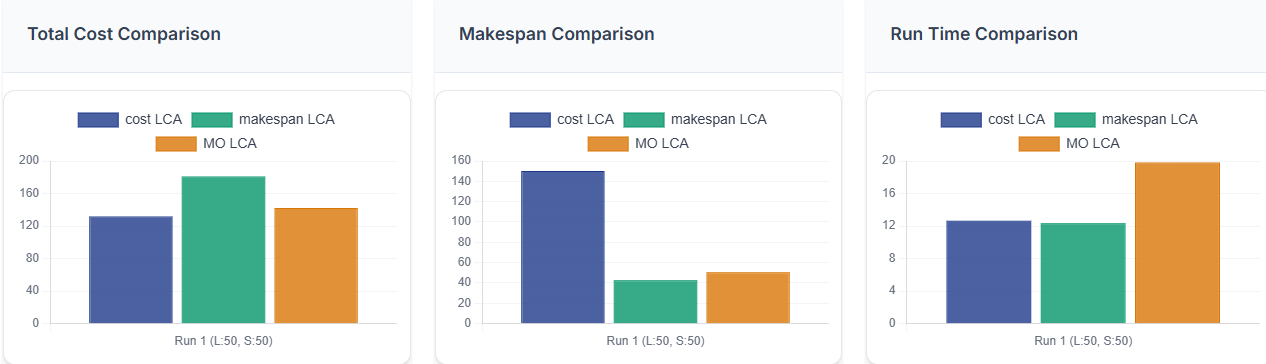 Total Cost Comparison
cost LCA makespan LCA
MO LCA
200
160
120
80
40
0
Run 1 (L:50, S:50)
Makespan Comparison
cost LCA makespan LCA
MO LCA
160
140
120
100
80
60
40
20
0
Run 1 (L:50, S:50)
Run Time Comparison
cost LCA makespan LCA
MO LCA
20
16
12
8
4
0
Run 1 (L:50, S:50)